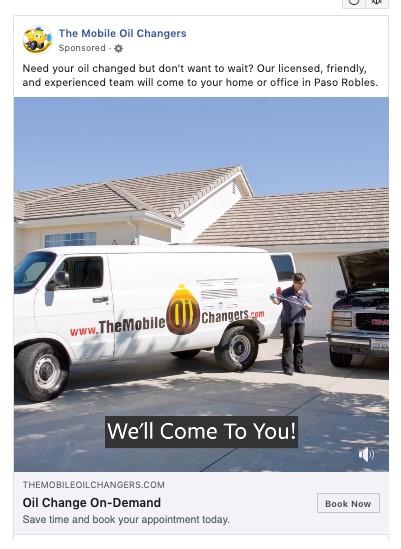 The Mobile Oil Changers
Sponsored ·
Need your oil changed but don't want to wait? Our licensed, friendly,
and experienced team will come to your home or office in Paso Robles.
www.TheMobile Oil Changers.com
We'll Come To You!
THEMOBILEOILCHANGERS.COM
Oil Change On-Demand
Book Now
Save time and book your appointment today.